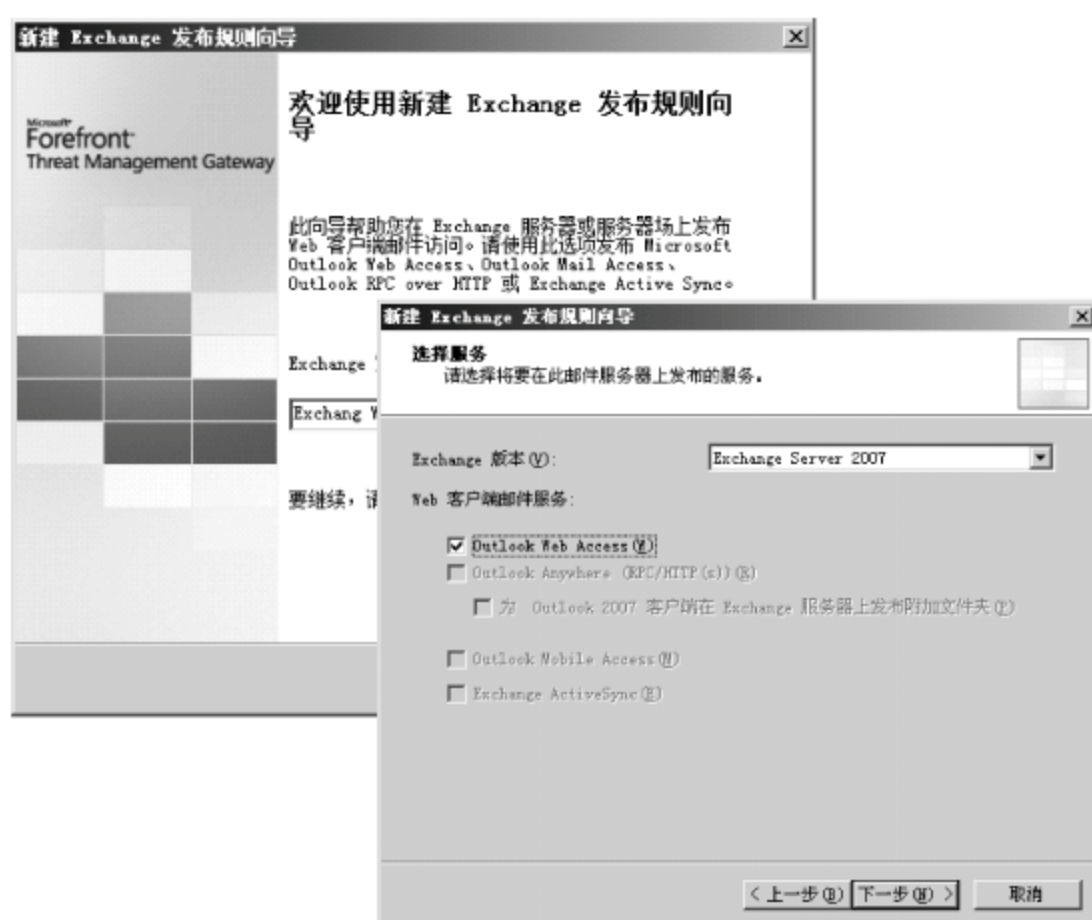 新建 Exchange 发布规则向导
Microsoft
Forefront
Threat Management Gateway
欢迎使用新建 Exchange 发布规则向
导
此向导帮助您在 Exchange 服务器或服务器场上发布
Web 客户端邮件访问。请使用此选项发布 Microsoft
Outlook Web Access、Outlook Mail Access、
Outlook RPC over HTTP 或 Exchange Active Sync。
Exchange
Exchang
要继续，
新建 Exchange 发布规则向导
选择服务
请选择将要在此邮件服务器上发布的服务。
Exchange 版本(V):
Exchange Server 2007
Web 客户端邮件服务:
Outlook Web Access(W)
Outlook Anywhere (RPC/HTTP(s))(R)
为 Outlook 2007 客户端在 Exchange 服务器上发布附加文件夹(P)
Outlook Mobile Access(M)
Exchange ActiveSync(E)
<上一步(B)
下一步(N) >
取消